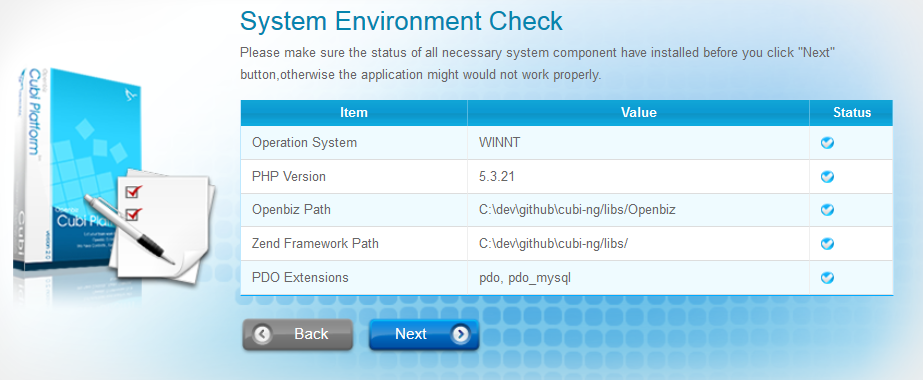 System Environment Check
Please make sure the status of all necessary system component have installed before you click "Next"
button,otherwise the application might would not work properly.
Item Value Status
Operation System WINNT
PHP Version 5.3.21
Openbiz Path C:\dev\github\cubi-ng/libs/Openbiz
Zend Framework Path C:\dev\github\cubi-ng/libs/
PDO Extensions pdo, pdo_mysql
Back Next
Cubi Platform
Cubi Platform
Cubi